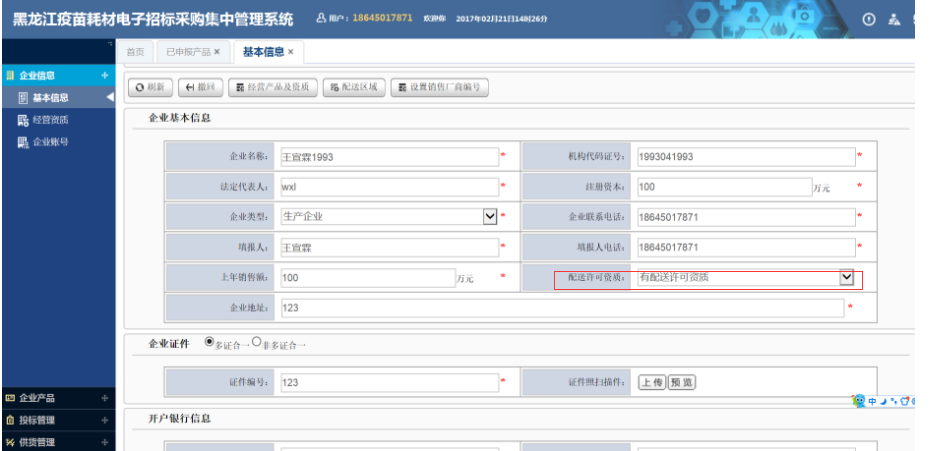 黑龙江疫苗耗材电子招标采购集中管理系统 用户：18645017871 欢迎你 2017年02月21日14时26分
首页 已申报产品 × 基本信息 ×
企业信息 +
基本信息
经营资质
企业账号
刷新 撤回 经营产品及资质 配送区域 设置销售厂商编号
企业基本信息
企业名称： 王宣霖1993 * 机构代码证号： 1993041993 *
法定代表人： wxl * 注册资本： 100 万元 *
企业类型： 生产企业 * 企业联系电话： 18645017871 *
填报人： 王宣霖 * 填报人电话： 18645017871 *
上年销售额： 100 万元 * 配送许可资质： 有配送许可资质
企业地址： 123 *
企业证件 多证合一 非多证合一
证件编号： 123 * 证件照扫描件： 上传 预览
中
企业产品 +
投标管理 +
供货管理 +
开户银行信息